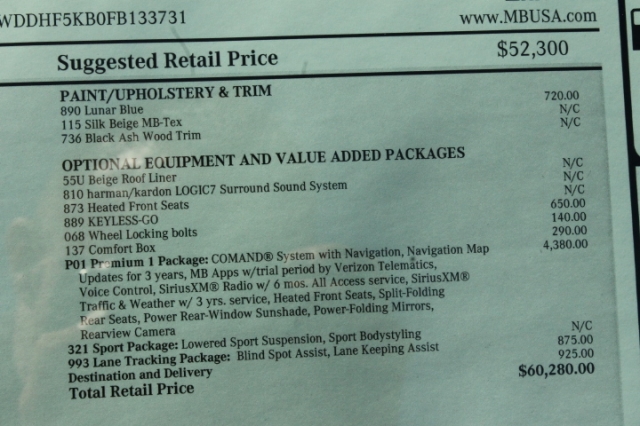 WDDHF5KB0FB133731 www.MBUSA.com
Suggested Retail Price $52,300
PAINT/UPHOLSTERY & TRIM
890 Lunar Blue 720.00
115 Silk Beige MB-Tex N/C
736 Black Ash Wood Trim N/C
OPTIONAL EQUIPMENT AND VALUE ADDED PACKAGES
55U Beige Roof Liner N/C
810 harman/kardon LOGIC7 Surround Sound System N/C
873 Heated Front Seats N/C
889 KEYLESS-GO 650.00
068 Wheel Locking bolts 140.00
137 Comfort Box 290.00
P01 Premium 1 Package: COMAND® System with Navigation, Navigation Map 4,380.00
Updates for 3 years, MB Apps w/trial period by Verizon Telematics,
Voice Control, SiriusXM® Radio w/ 6 mos. All Access service, SiriusXM®
Traffic & Weather w/ 3 yrs. service, Heated Front Seats, Split-Folding
Rear Seats, Power Rear-Window Sunshade, Power-Folding Mirrors,
Rearview Camera
321 Sport Package: Lowered Sport Suspension, Sport Bodystyling N/C
993 Lane Tracking Package: Blind Spot Assist, Lane Keeping Assist 875.00
Destination and Delivery 925.00
Total Retail Price $60,280.00